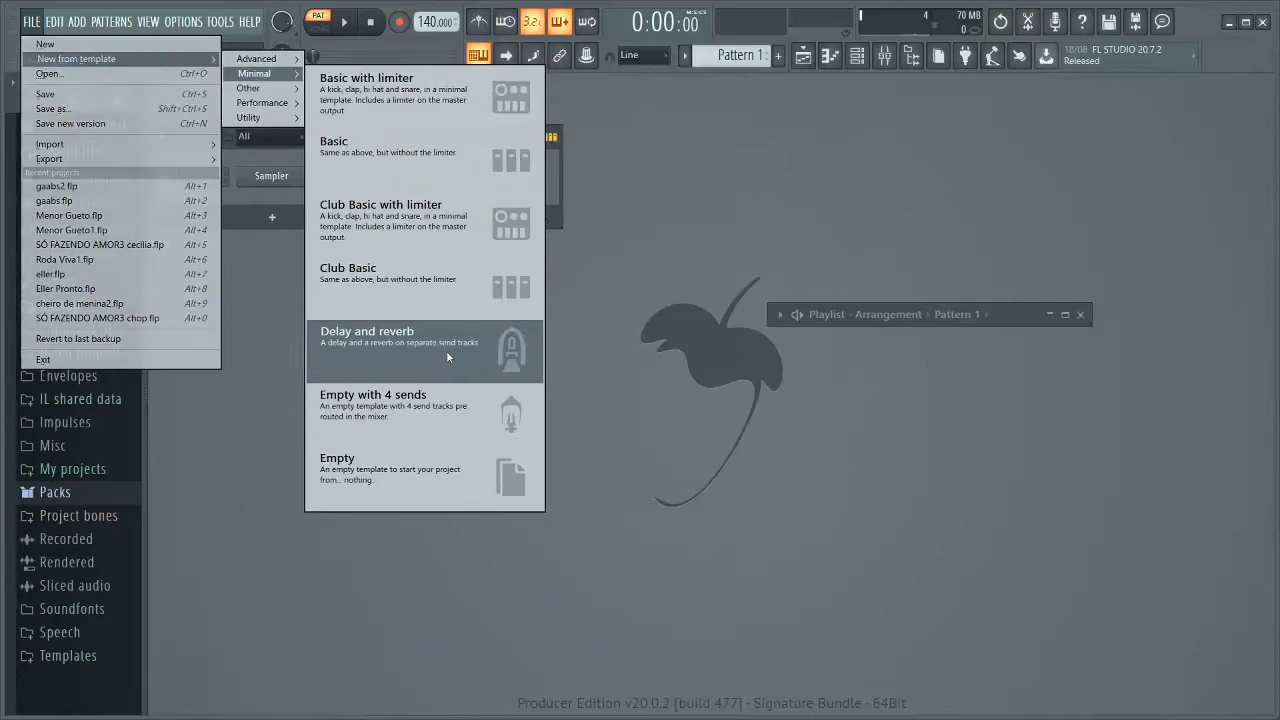 FILE EDIT ADD PATTERNS VIEW OPTIONS TOOLS HELP
PAT
140.000
3.2.
0:00:00
M:S:CS
4
70 MB
0
Line
Pattern 1
18/08 FL STUDIO 20.7.2
Released
New
New from template
Open... Ctrl+O
Save Ctrl+S
Save as... Shift+Ctrl+S
Save new version Ctrl+N
Import
Export
Recent projects
gaabs2.flp Alt+1
gaabs.flp Alt+2
Menor Gueto.flp Alt+3
Menor Gueto1.flp Alt+4
SÓ FAZENDO AMOR3 cecilia.flp Alt+5
Roda Viva1.flp Alt+6
eller.flp Alt+7
Eller Pronto.flp Alt+8
cheiro de menina2.flp Alt+9
SÓ FAZENDO AMOR3 chop.flp Alt+0
Revert to last backup
Exit
Advanced
Minimal
Other
Performance
Utility
All
Sampler
Basic with limiter
A kick, clap, hi hat and snare, in a minimal
template. Includes a limiter on the master
output
Basic
Same as above, but without the limiter
Club Basic with limiter
A kick, clap, hi hat and snare, in a minimal
template. Includes a limiter on the master
output.
Club Basic
Same as above, but without the limiter
Delay and reverb
A delay and a reverb on separate send tracks
Empty with 4 sends
An empty template with 4 send tracks pre
routed in the mixer.
Empty
An empty template to start your project
from... nothing.
Playlist Arrangement Pattern 1
Envelopes
IL shared data
Impulses
Misc
My projects
Packs
Project bones
Recorded
Rendered
Sliced audio
Soundfonts
Speech
Templates
Producer Edition v20.0.2 [build 477] - Signature Bundle - 64Bit